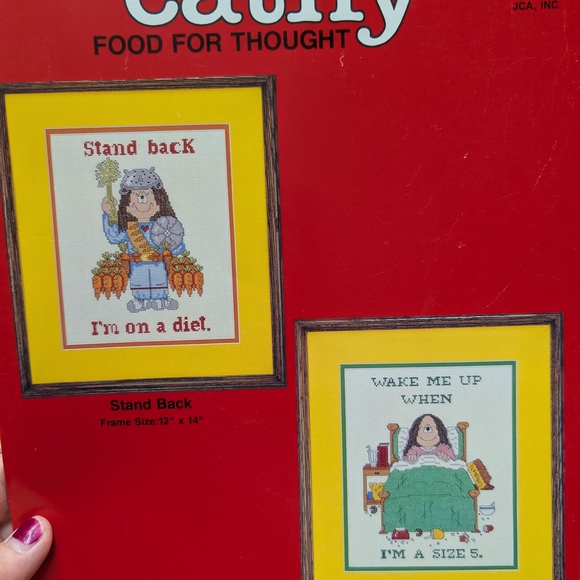 Cathy
JCA, INC.
FOOD FOR THOUGHT
Stand back
I'm on a diet.
Stand Back
Frame Size:12" x 14"
WAKE ME UP
WHEN
I'M A SIZE 5.